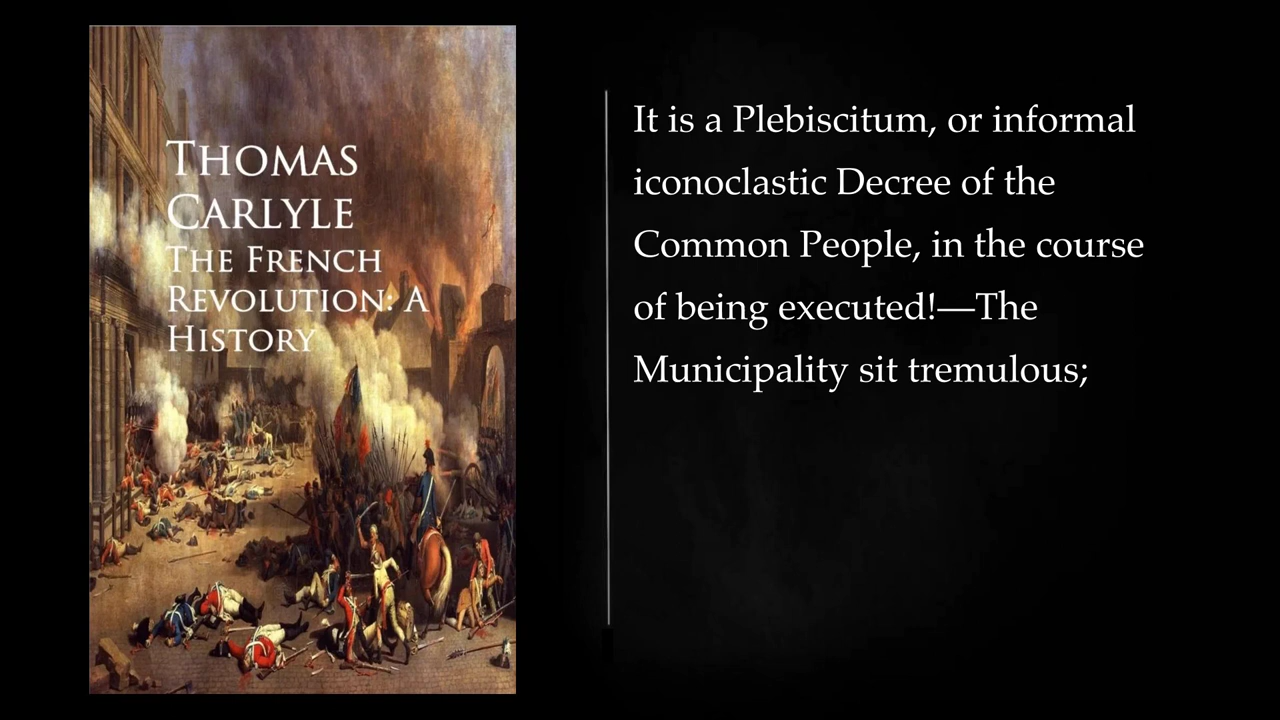 THOMAS
CARLYLE
THE FRENCH
REVOLUTION: A
HISTORY
It is a Plebiscitum, or informal
iconoclastic Decree of the
Common People, in the course
of being executed!—The
Municipality sit tremulous;